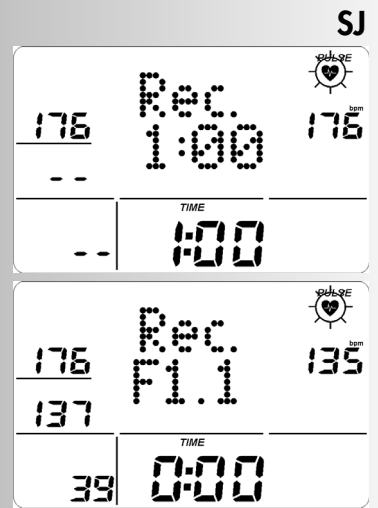 SJ
PULSE
Rec.
176
bpm
176
1:00
- -
TIME
- -
1:00
PULSE
Rec.
176
bpm
135
F1.1
137
TIME
39
0:00